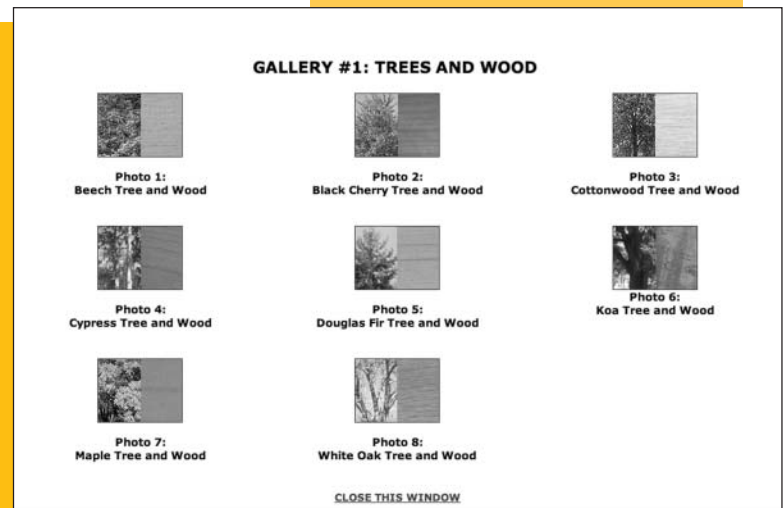 GALLERY #1: TREES AND WOOD
Photo 1:
Beech Tree and Wood
Photo 2:
Black Cherry Tree and Wood
Photo 3:
Cottonwood Tree and Wood
Photo 4:
Cypress Tree and Wood
Photo 5:
Douglas Fir Tree and Wood
Photo 6:
Koa Tree and Wood
Photo 7:
Maple Tree and Wood
Photo 8:
White Oak Tree and Wood
CLOSE THIS WINDOW